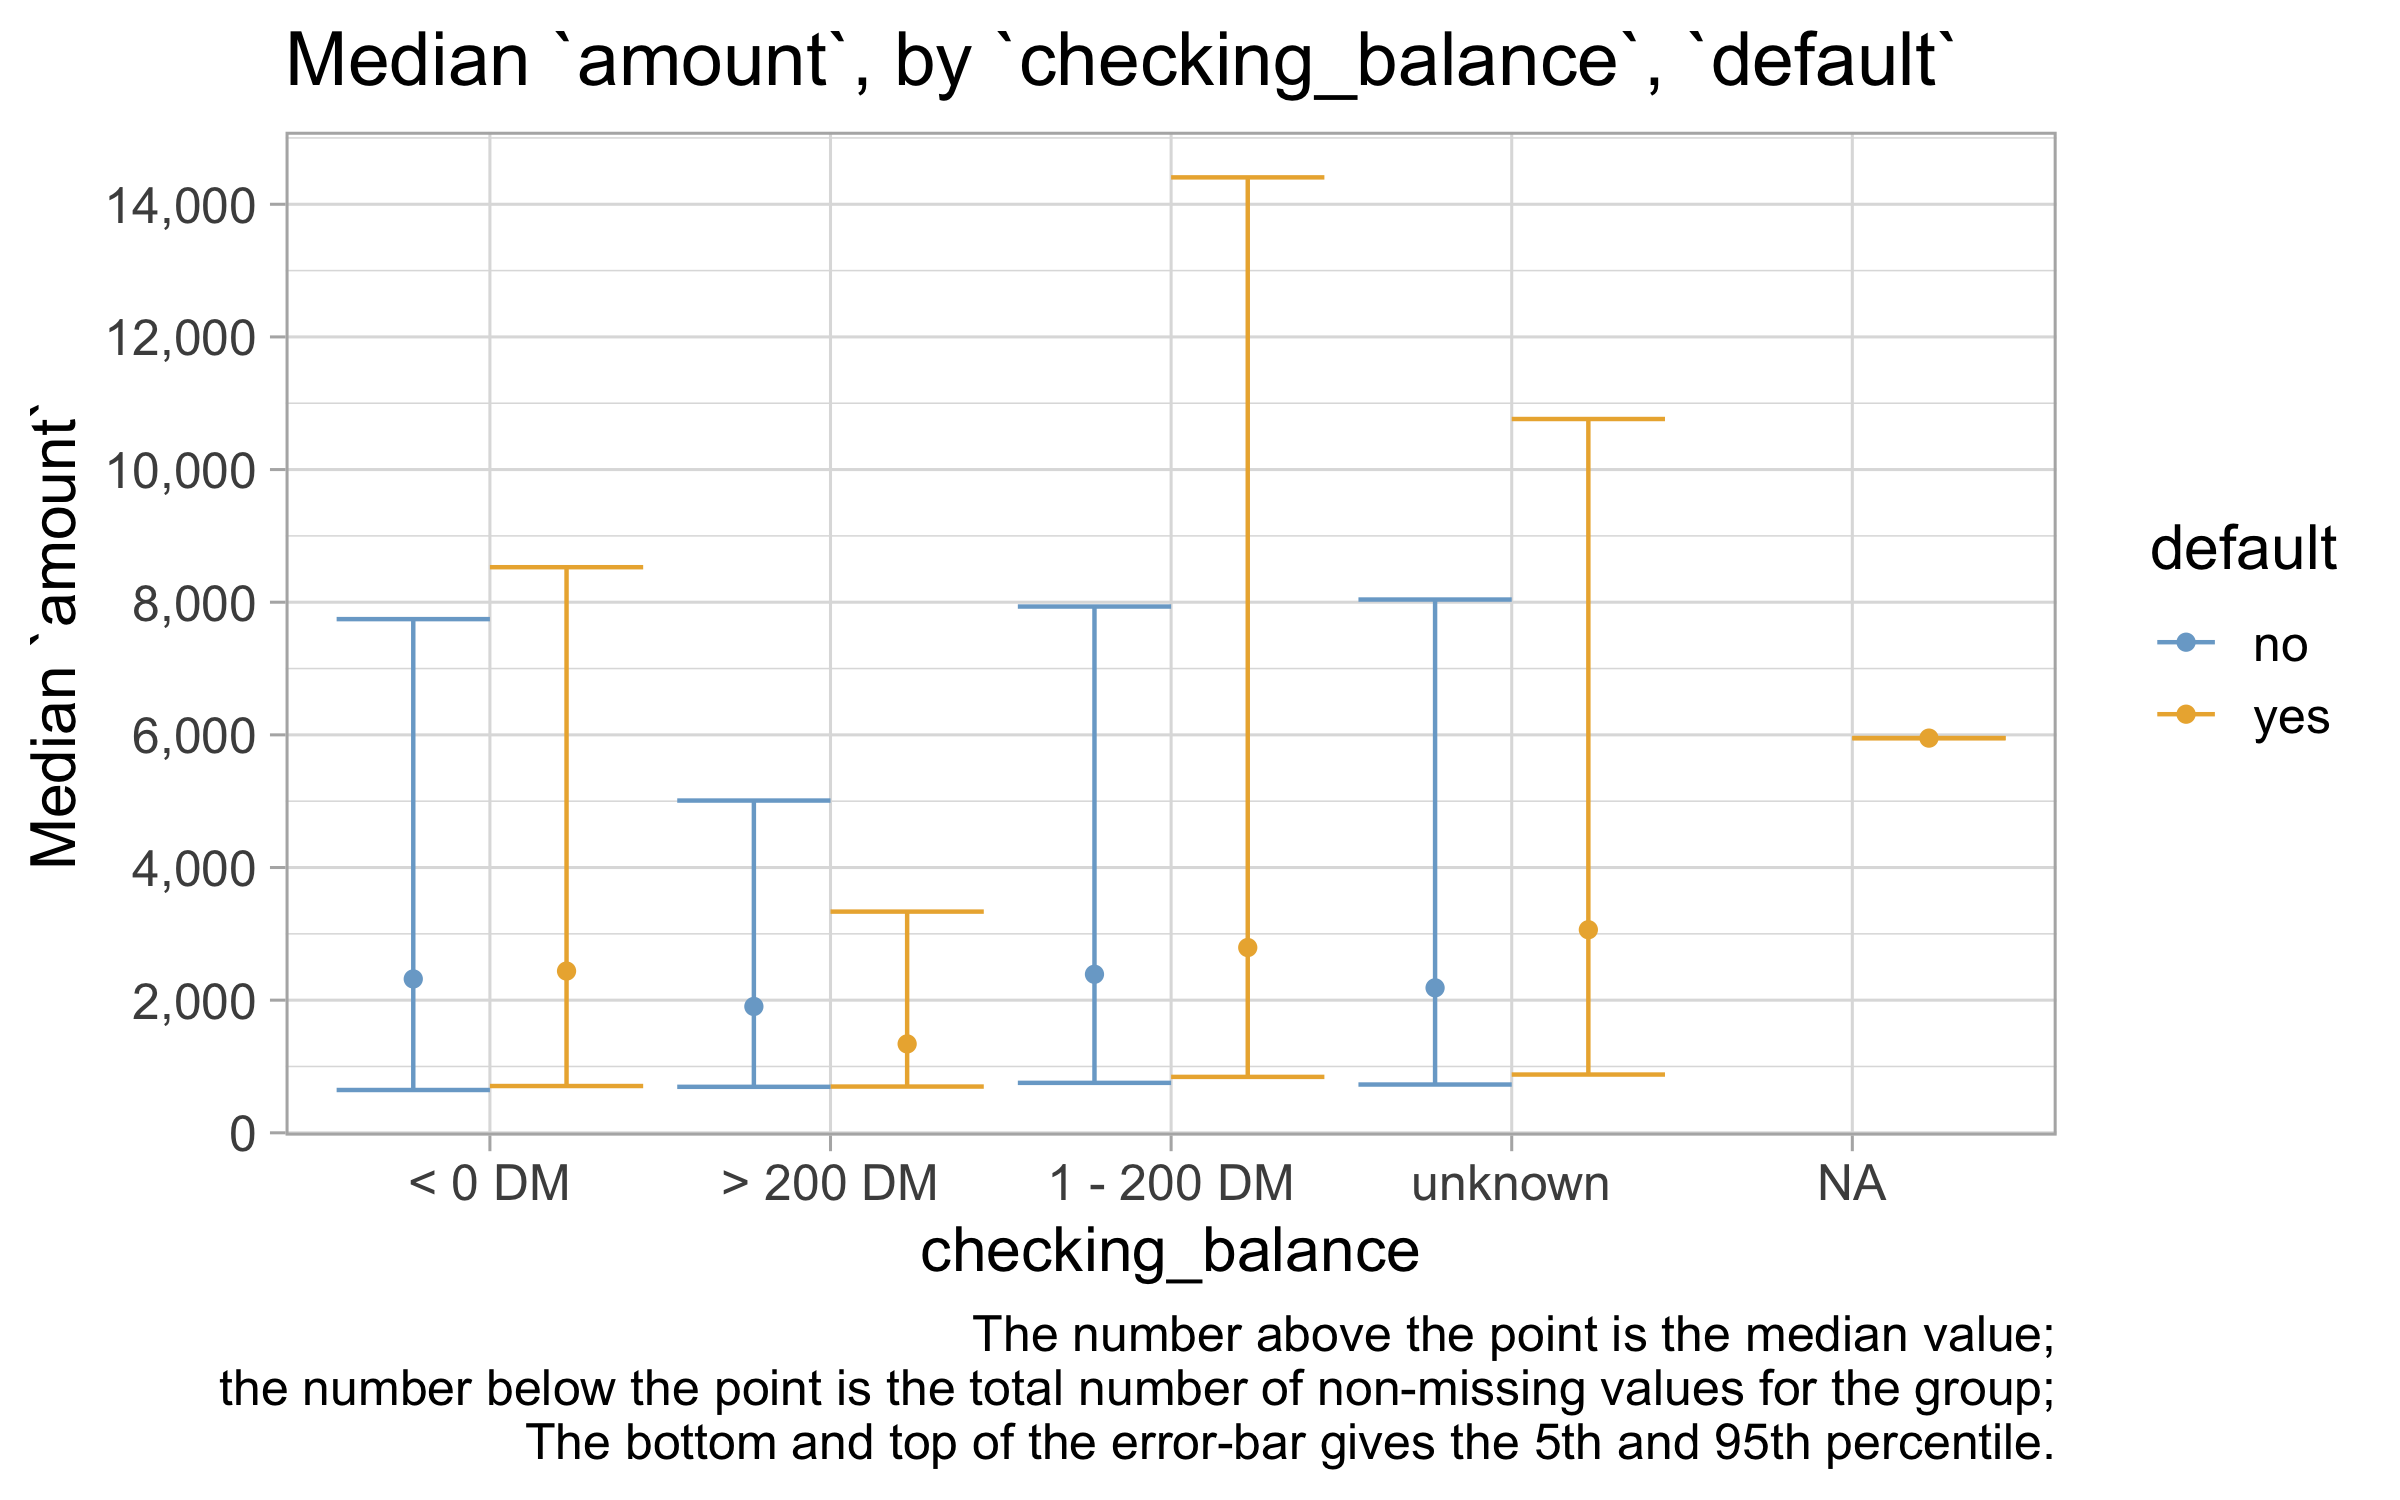 Median `amount`, by `checking_balance`, `default`
Median `amount`
14,000
12,000
10,000
8,000
6,000
4,000
2,000
0
< 0 DM
> 200 DM
1 - 200 DM
unknown
NA
checking_balance
default
no
yes
The number above the point is the median value;
the number below the point is the total number of non-missing values for the group;
The bottom and top of the error-bar gives the 5th and 95th percentile.